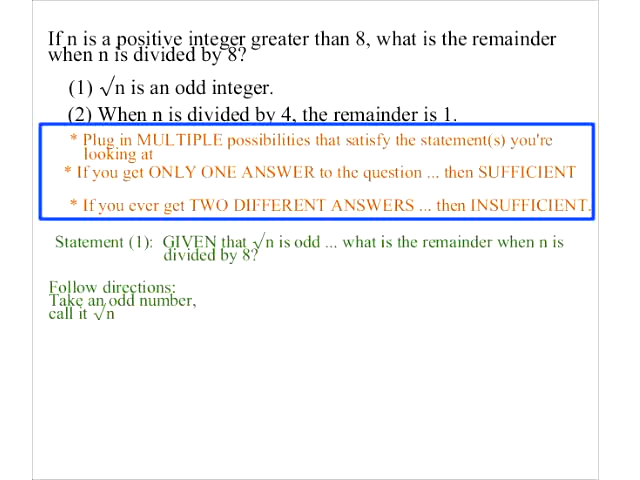 If n is a positive integer greater than 8, what is the remainder
when n is divided by 8?
(1) √n is an odd integer.
(2) When n is divided by 4, the remainder is 1.
* Plug in MULTIPLE possibilities that satisfy the statement(s) you're
looking at
* If you get ONLY ONE ANSWER to the question ... then SUFFICIENT
* If you ever get TWO DIFFERENT ANSWERS ... then INSUFFICIENT.
Statement (1): GIVEN that √n is odd ... what is the remainder when n is
divided by 8?
Follow directions:
Take an odd number,
call it √n